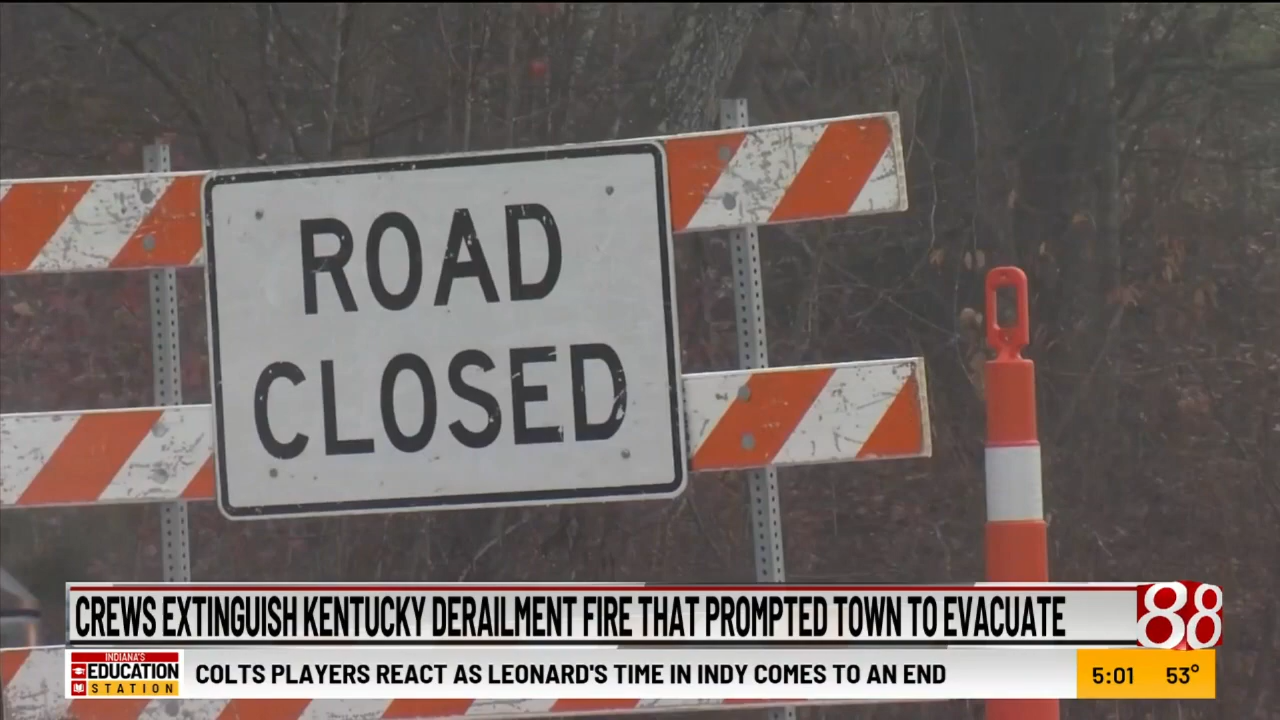 ROAD
CLOSED
CREWS EXTINGUISH KENTUCKY DERAILMENT FIRE THAT PROMPTED TOWN TO EVACUATE
88
INDIANA'S
EDUCATION
STATION
COLTS PLAYERS REACT AS LEONARD'S TIME IN INDY COMES TO AN END
5:01 53°